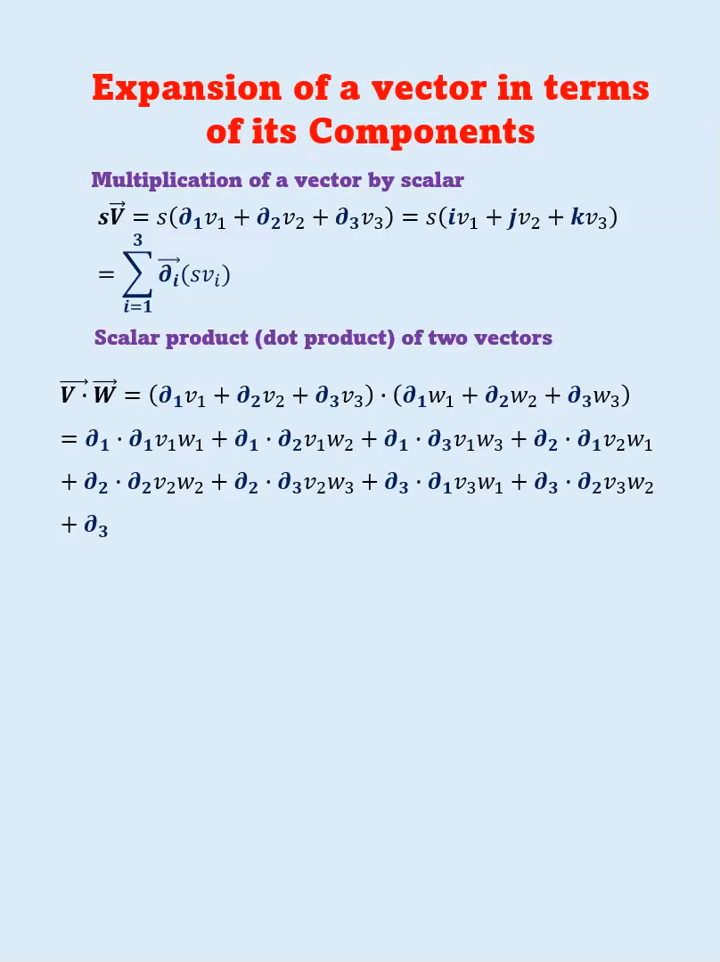 Expansion of a vector in terms
of its Components
Multiplication of a vector by scalar
𝒔𝑽⃗ = s(𝝏₁v₁ + 𝝏₂v₂ + 𝝏₃v₃) = s(𝒊v₁ + 𝒋v₂ + 𝒌v₃)
= ∑³ᵢ₌₁ 𝝏ᵢ⃗(svᵢ)
Scalar product (dot product) of two vectors
𝑽⃗ · 𝑾⃗ = (𝝏₁v₁ + 𝝏₂v₂ + 𝝏₃v₃) · (𝝏₁w₁ + 𝝏₂w₂ + 𝝏₃w₃)
= 𝝏₁ · 𝝏₁v₁w₁ + 𝝏₁ · 𝝏₂v₁w₂ + 𝝏₁ · 𝝏₃v₁w₃ + 𝝏₂ · 𝝏₁v₂w₁
+ 𝝏₂ · 𝝏₂v₂w₂ + 𝝏₂ · 𝝏₃v₂w₃ + 𝝏₃ · 𝝏₁v₃w₁ + 𝝏₃ · 𝝏₂v₃w₂
+ 𝝏₃